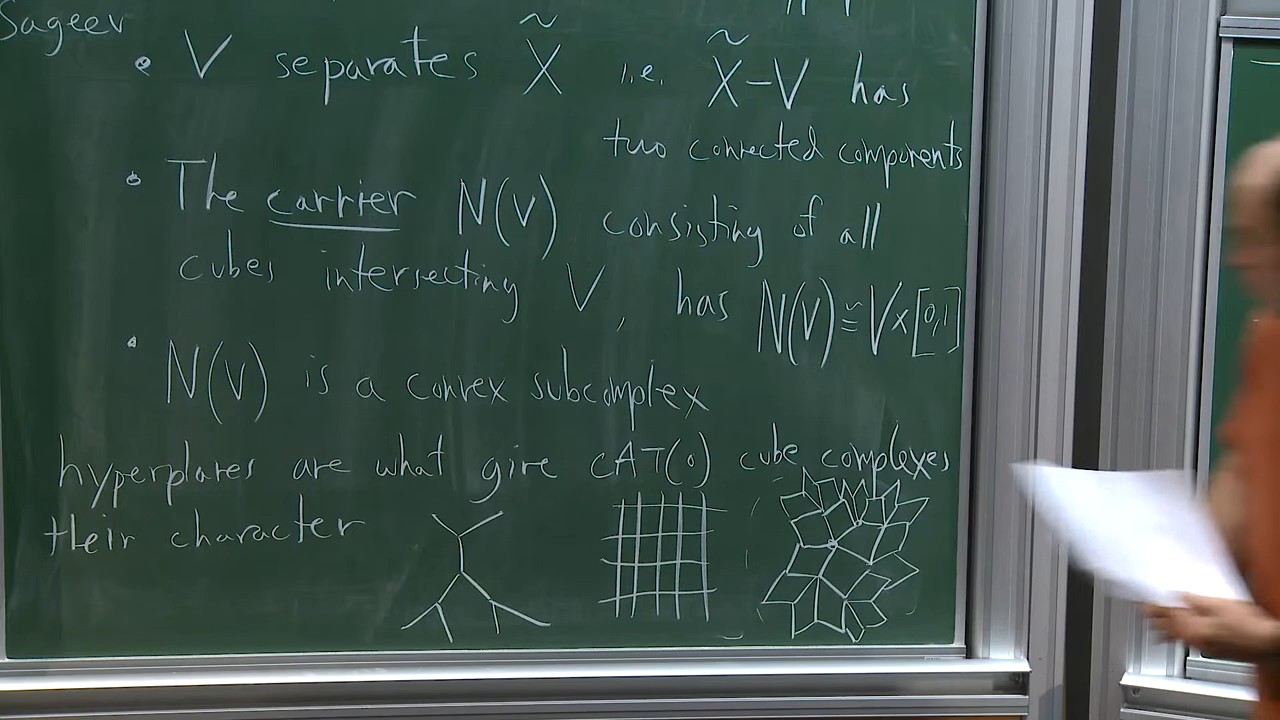 Sageev
• V separates X̃ i.e. X̃-V has
two connected components
• The carrier N(V) consisting of all
cubes intersecting V, has N(V)≅V×[0,1]
• N(V) is a convex subcomplex
hyperplanes are what give CAT(0) cube complexes
their character